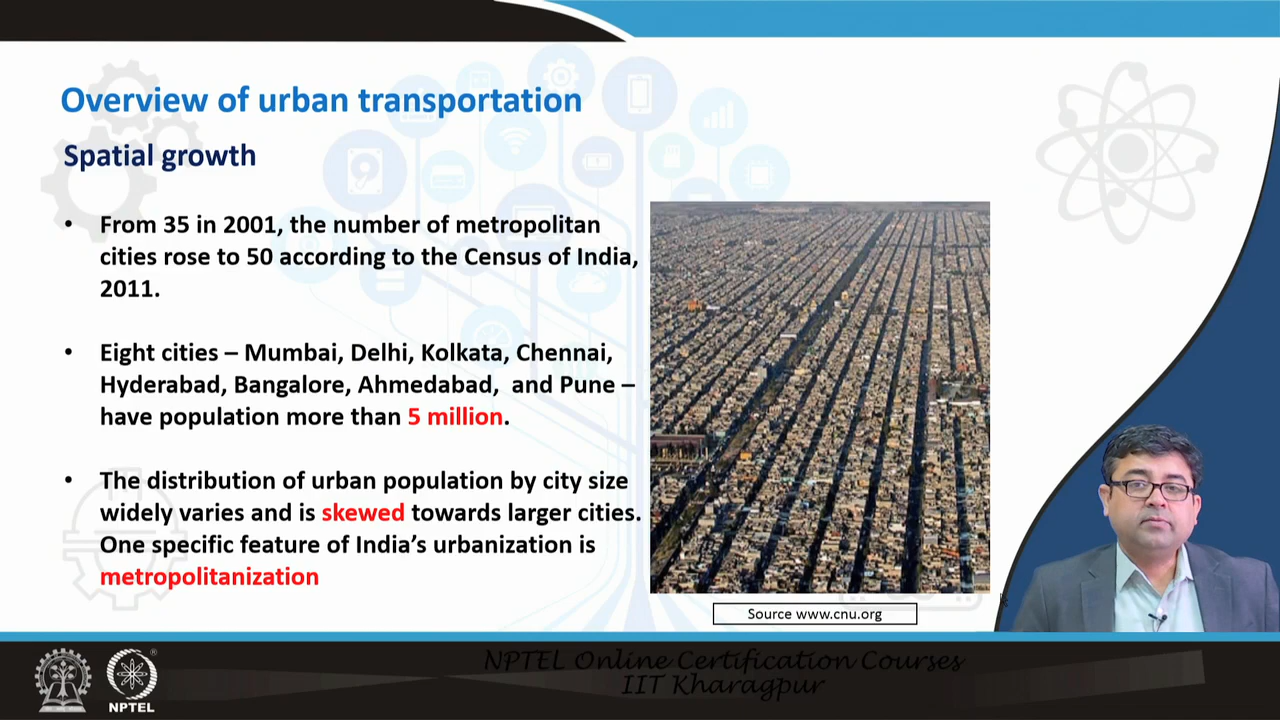 Overview of urban transportation
Spatial growth
• From 35 in 2001, the number of metropolitan
cities rose to 50 according to the Census of India,
2011.
• Eight cities – Mumbai, Delhi, Kolkata, Chennai,
Hyderabad, Bangalore, Ahmedabad, and Pune –
have population more than 5 million.
• The distribution of urban population by city size
widely varies and is skewed towards larger cities.
One specific feature of India's urbanization is
metropolitanization
Source www.cnu.org
NPTEL Online Certification Courses
IIT Kharagpur
NPTEL